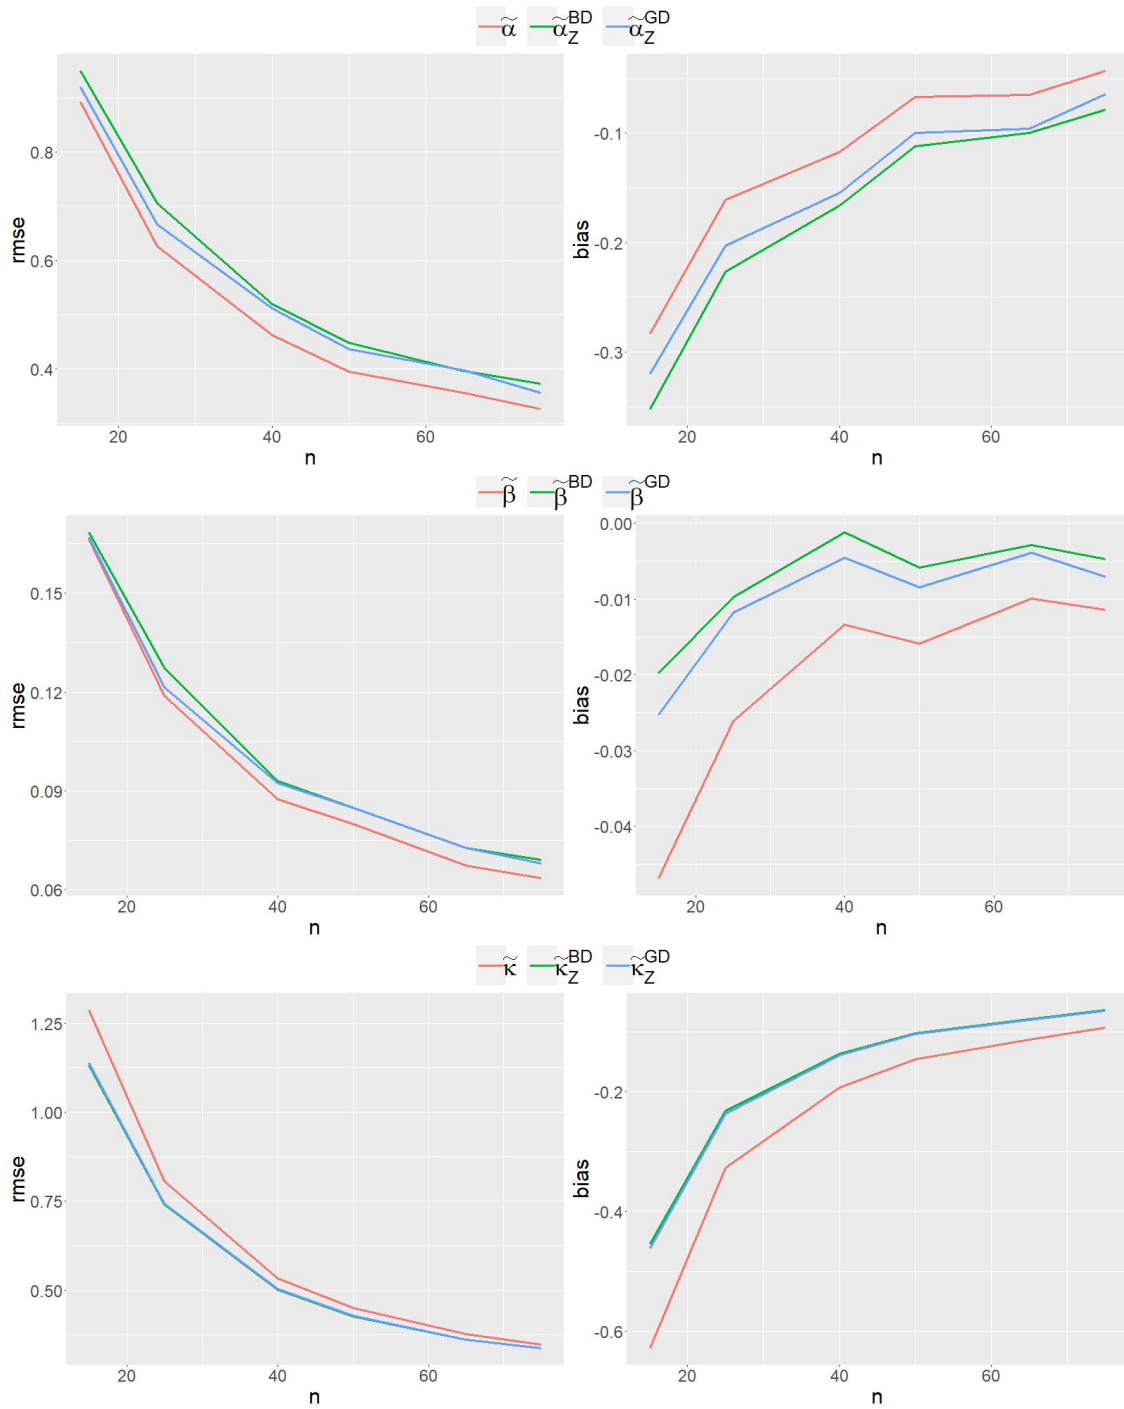 α̃ α̃_Z^BD α̃_Z^GD
rmse
0.8
0.6
0.4
20 40 60
n
bias
-0.1
-0.2
-0.3
20 40 60
n
β̃ β̃^BD β̃^GD
rmse
0.15
0.12
0.09
0.06
20 40 60
n
bias
0.00
-0.01
-0.02
-0.03
-0.04
20 40 60
n
κ̃ κ̃_Z^BD κ̃_Z^GD
rmse
1.25
1.00
0.75
0.50
20 40 60
n
bias
-0.2
-0.4
-0.6
20 40 60
n